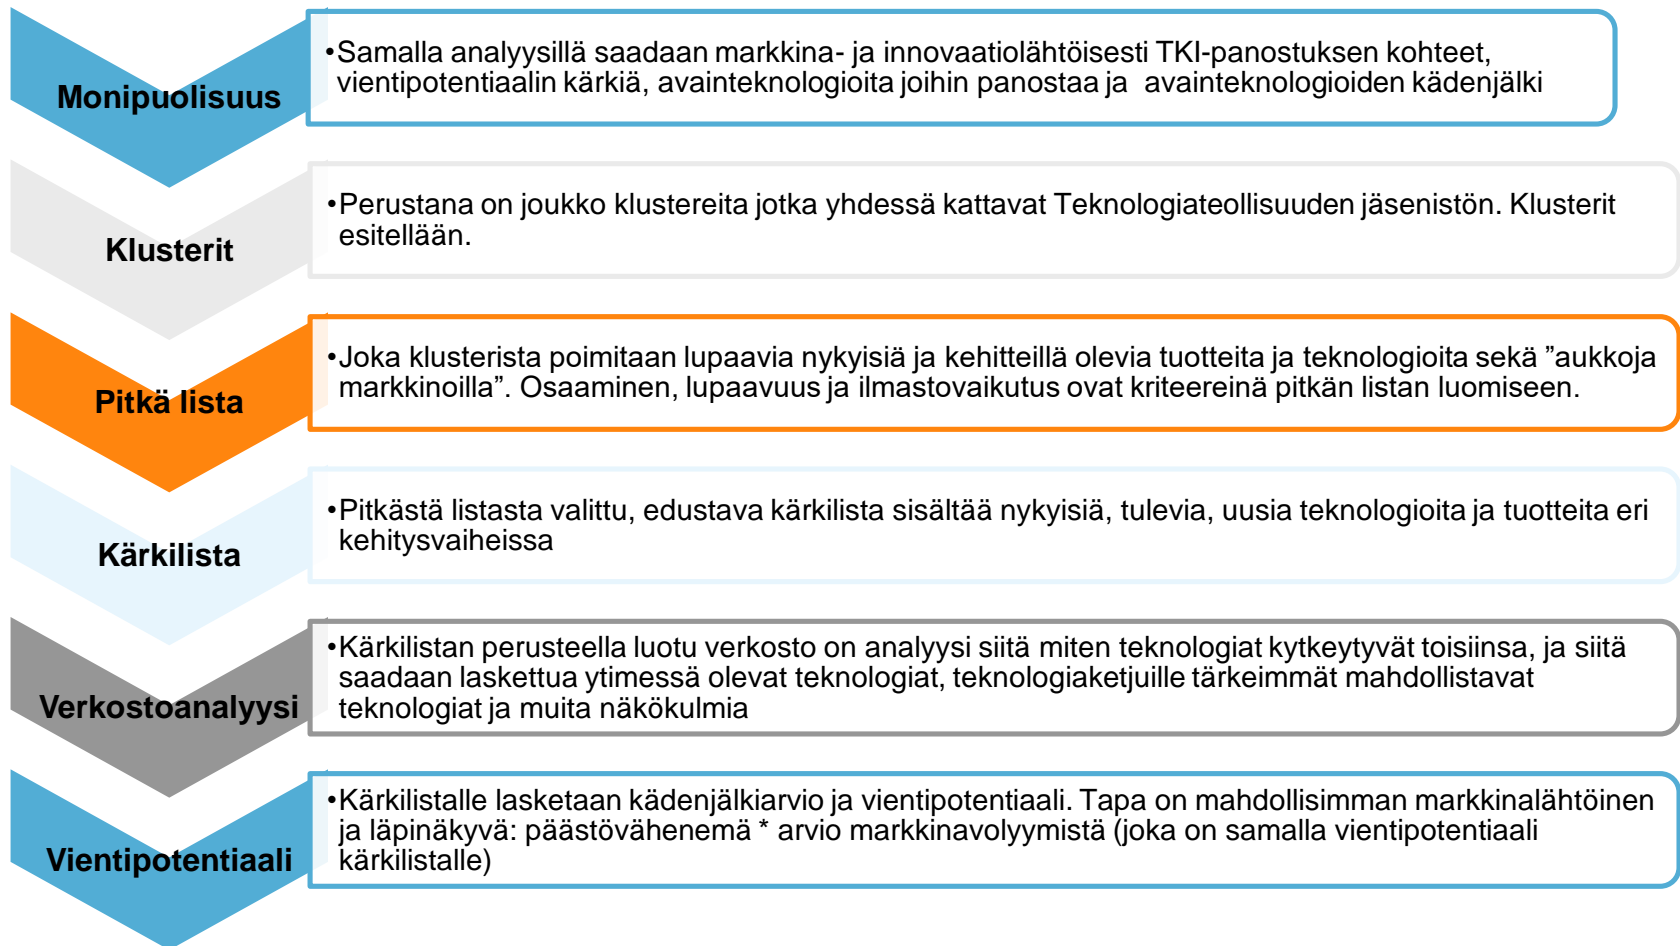 Monipuolisuus
•Samalla analyysillä saadaan markkina- ja innovaatiolähtöisesti TKI-panostuksen kohteet,
vientipotentiaalin kärkiä, avainteknologioita joihin panostaa ja avainteknologioiden kädenjälki
Klusterit
•Perustana on joukko klustereita jotka yhdessä kattavat Teknologiateollisuuden jäsenistön. Klusterit
esitellään.
Pitkä lista
•Joka klusterista poimitaan lupaavia nykyisiä ja kehitteillä olevia tuotteita ja teknologioita sekä ”aukkoja
markkinoilla”. Osaaminen, lupaavuus ja ilmastovaikutus ovat kriteereinä pitkän listan luomiseen.
Kärkilista
•Pitkästä listasta valittu, edustava kärkilista sisältää nykyisiä, tulevia, uusia teknologioita ja tuotteita eri
kehitysvaiheissa
Verkostoanalyysi
•Kärkilistan perusteella luotu verkosto on analyysi siitä miten teknologiat kytkeytyvät toisiinsa, ja siitä
saadaan laskettua ytimessä olevat teknologiat, teknologiaketjuille tärkeimmät mahdollistavat
teknologiat ja muita näkökulmia
Vientipotentiaali
•Kärkilistalle lasketaan kädenjälkiarvio ja vientipotentiaali. Tapa on mahdollisimman markkinalähtöinen
ja läpinäkyvä: päästövähenemä * arvio markkinavolyymistä (joka on samalla vientipotentiaali
kärkilistalle)